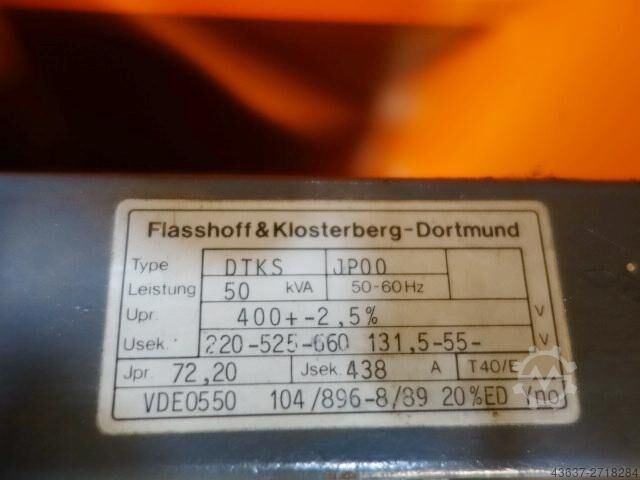 Flasshoff & Klosterberg-Dortmund
Type DTKS JP00
Leistung 50 kVA 50-60Hz
Upr. 400+-2,5% V
Usek. 220-525-660 131,5-55- V
Jpr. 72,20 Jsek. 438 A T40/E
VDE0550 104/896-8/89 20%ED Yno
43637-2718284